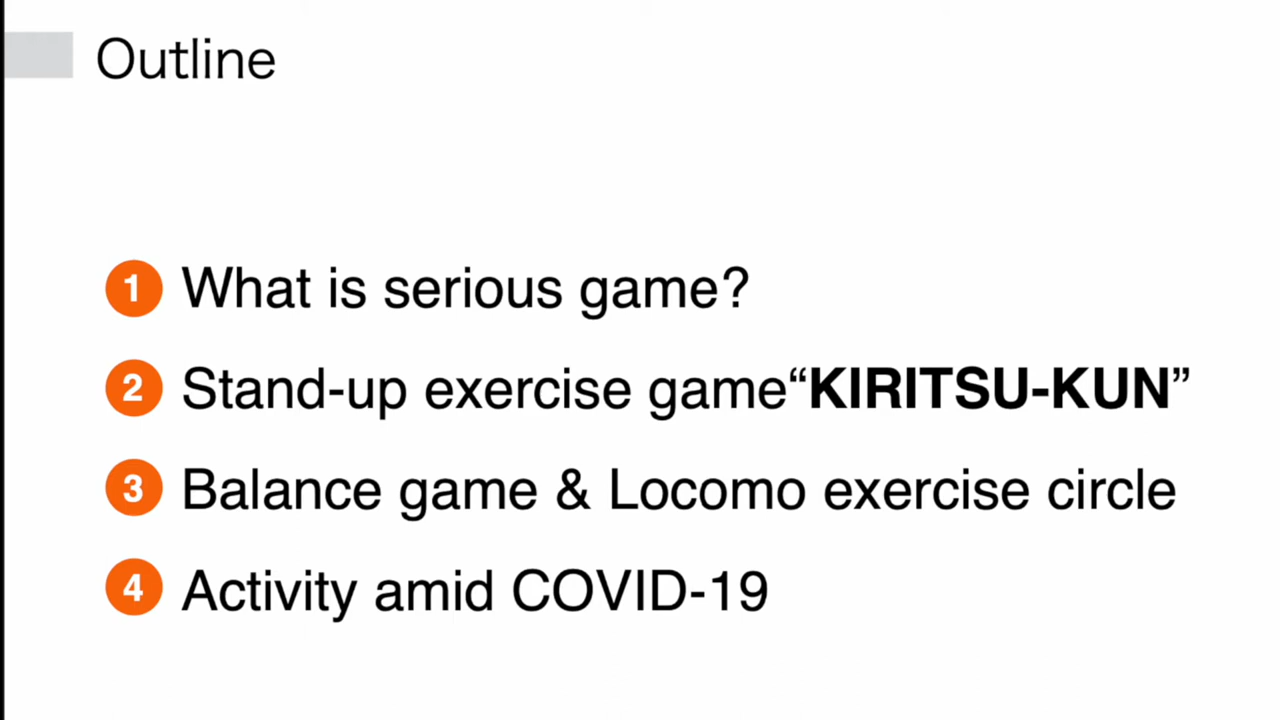 Outline
1 What is serious game?
2 Stand-up exercise game“KIRITSU-KUN”
3 Balance game & Locomo exercise circle
4 Activity amid COVID-19